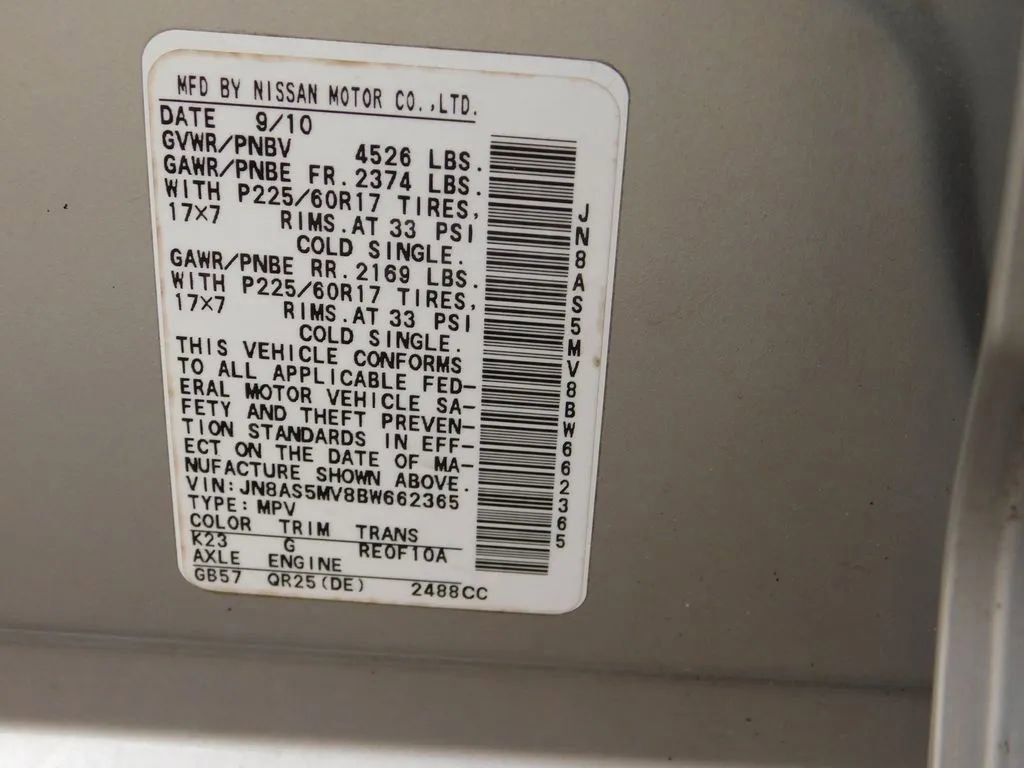 MFD BY NISSAN MOTOR CO.,LTD.
DATE 9/10
GVWR/PNBV 4526 LBS.
GAWR/PNBE FR.2374 LBS.
WITH P225/60R17 TIRES,
17×7 RIMS.AT 33 PSI
COLD SINGLE.
GAWR/PNBE RR.2169 LBS.
WITH P225/60R17 TIRES,
17×7 RIMS.AT 33 PSI
COLD SINGLE.
THIS VEHICLE CONFORMS
TO ALL APPLICABLE FED-
ERAL MOTOR VEHICLE SA-
FETY AND THEFT PREVEN-
TION STANDARDS IN EFF-
ECT ON THE DATE OF MA-
NUFACTURE SHOWN ABOVE.
VIN:JN8AS5MV8BW662365
TYPE:MPV
COLOR TRIM TRANS
K23 G RE0F10A
AXLE ENGINE
GB57 QR25(DE) 2488CC
JN8AS5MV8BW662365